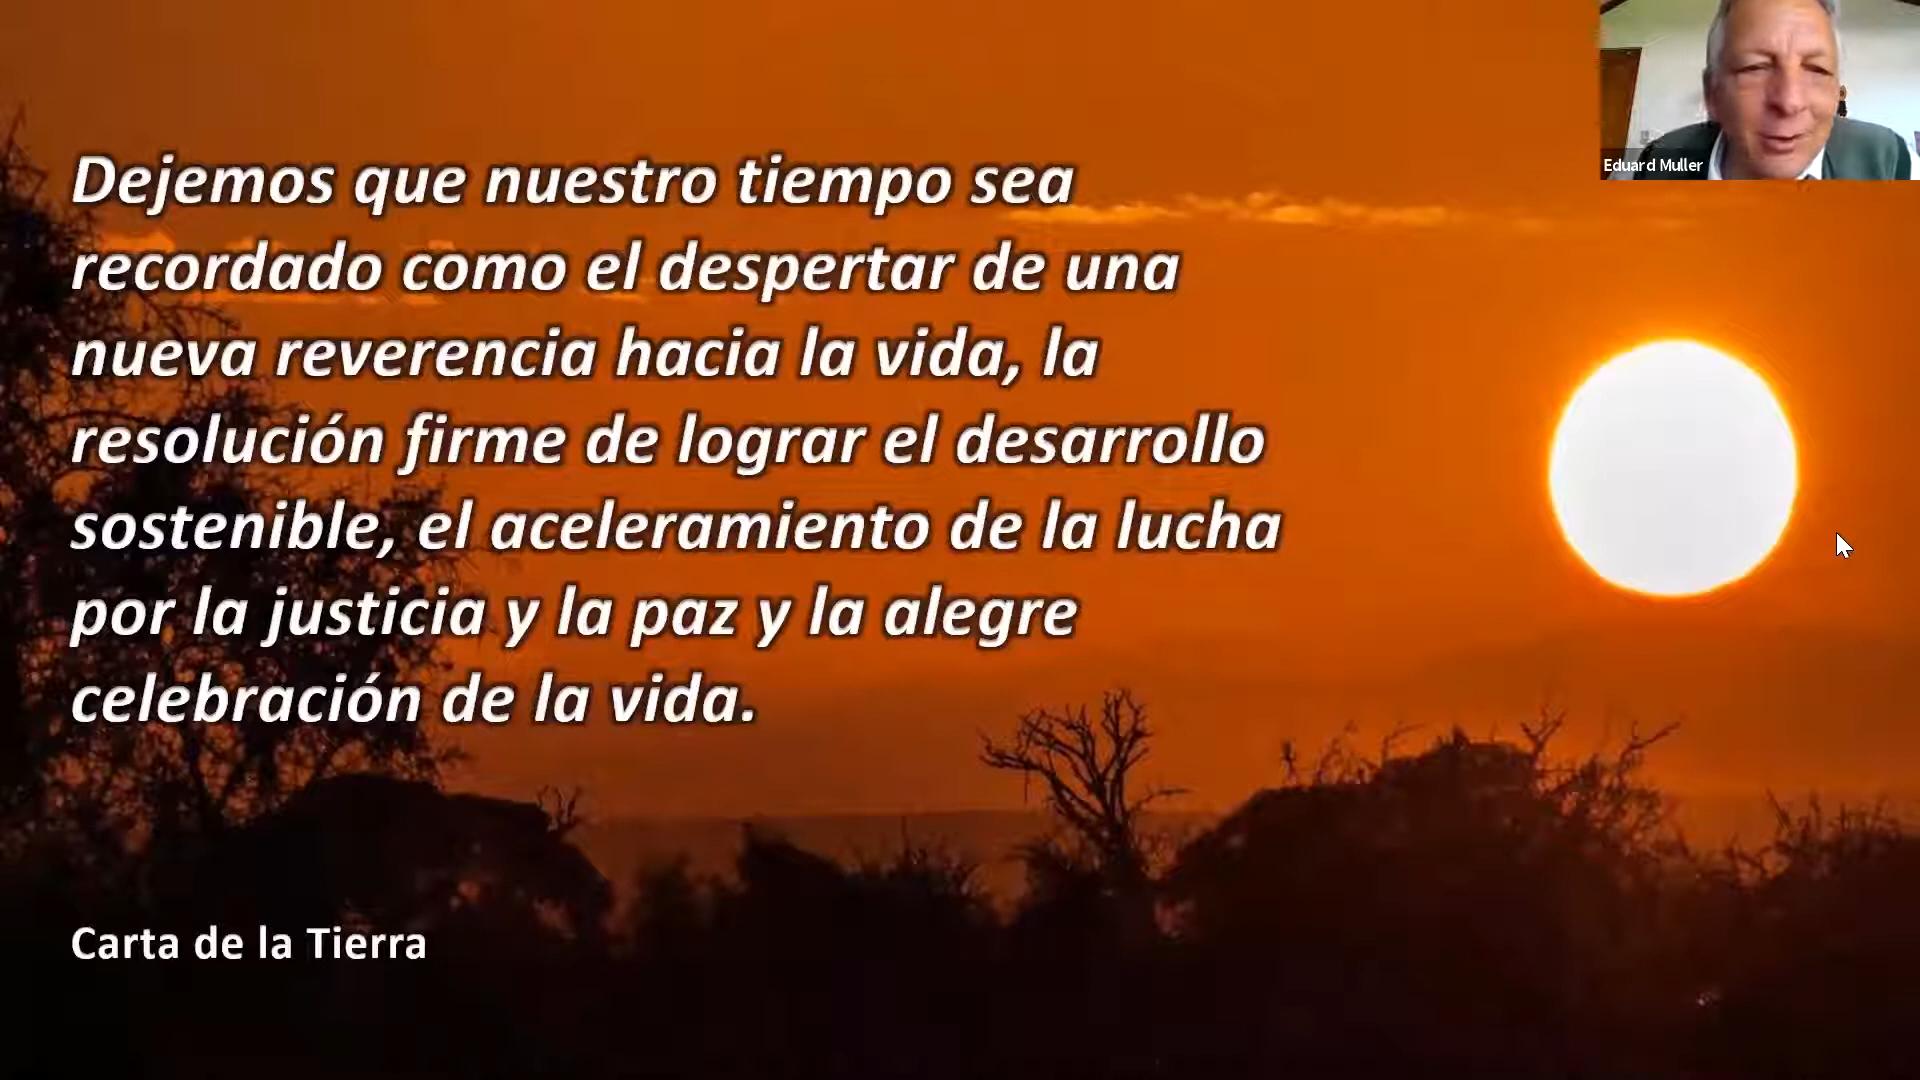 Dejemos que nuestro tiempo sea
recordado como el despertar de una
nueva reverencia hacia la vida, la
resolución firme de lograr el desarrollo
sostenible, el aceleramiento de la lucha
por la justicia y la paz y la alegre
celebración de la vida.
Carta de la Tierra
Eduard Muller